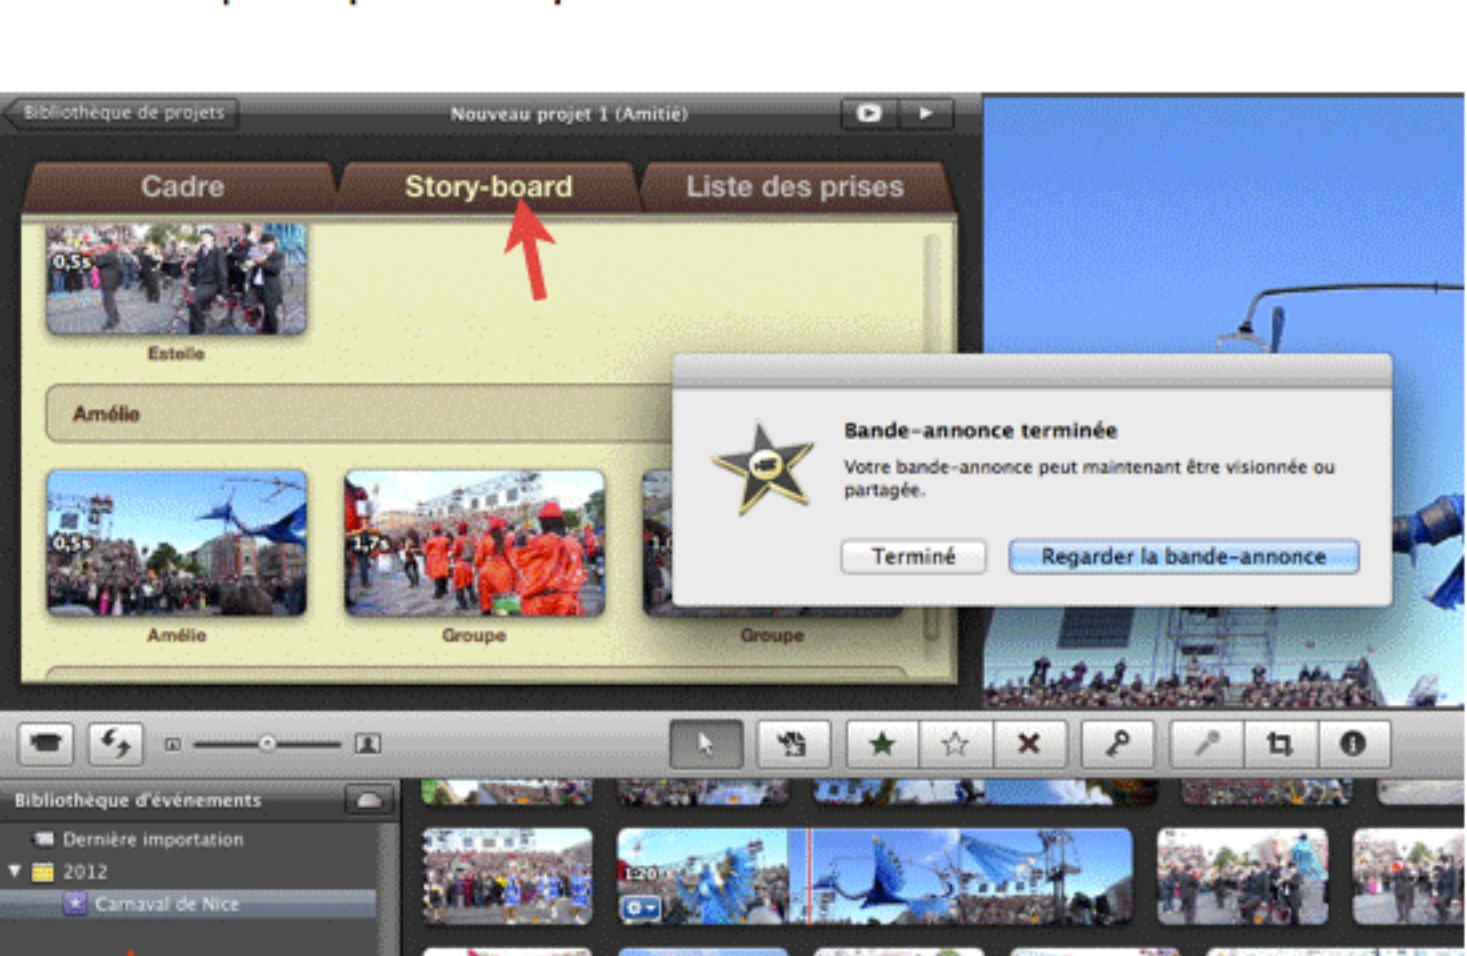 Bibliothèque de projets
Nouveau projet 1 (Amitié)
Cadre
Story-board
Liste des prises
0,5s
Estelle
Amélie
0,5s
1,7s
Amélie
Groupe
Groupe
Bande-annonce terminée
Votre bande-annonce peut maintenant être visionnée ou
partagée.
Terminé
Regarder la bande-annonce
Bibliothèque d'événements
Dernière importation
2012
Carnaval de Nice